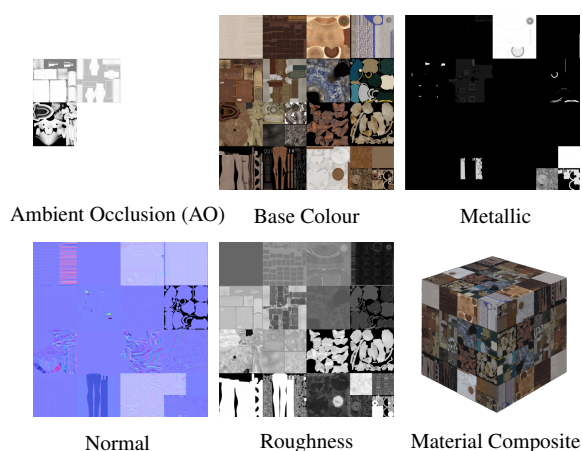 Ambient Occlusion (AO)
Base Colour
Metallic
Normal
Roughness
Material Composite